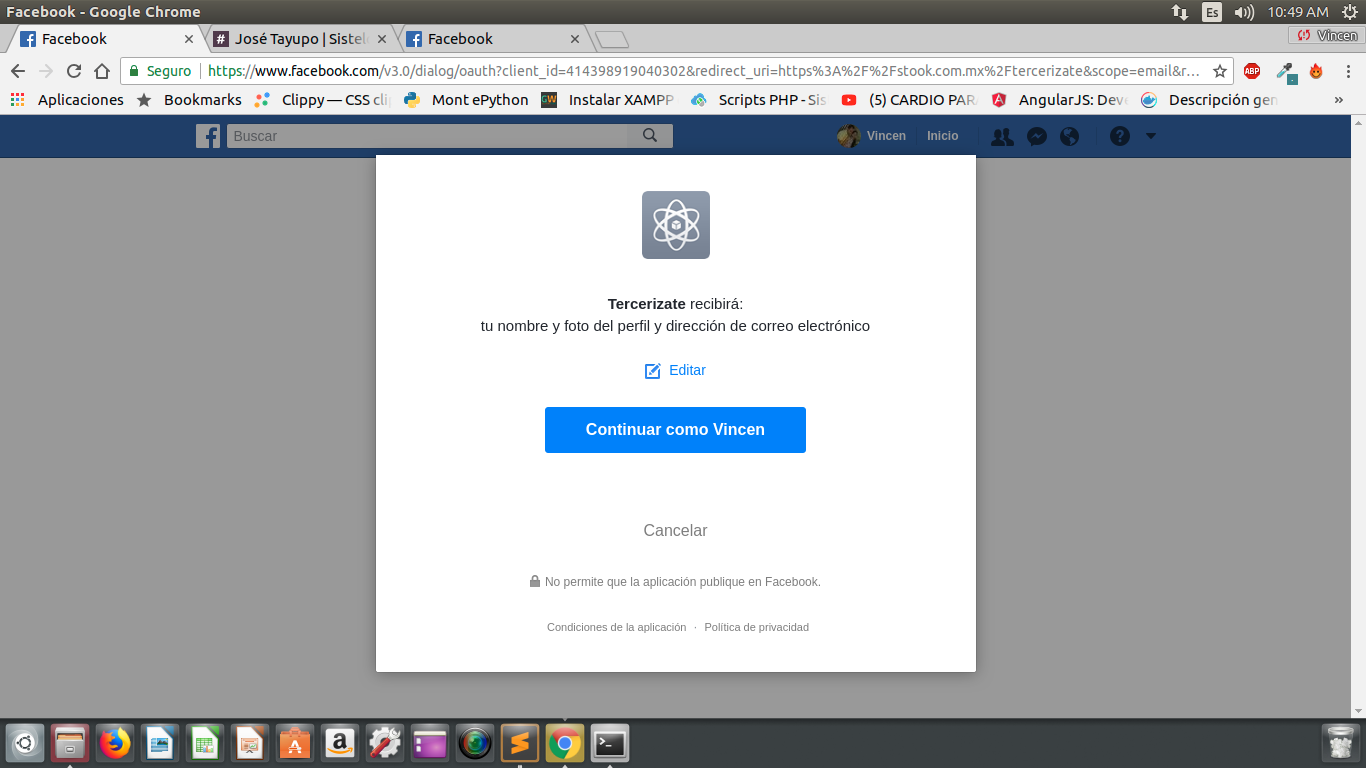 Facebook - Google Chrome
Es
10:49 AM
Facebook
# José Tayupo | Sistel
Facebook
Vincen
Seguro
https://www.facebook.com/v3.0/dialog/oauth?client_id=414398919040302&redirect_uri=https%3A%2F%2Fstook.com.mx%2Ftercerizate&scope=email&r...
ABP
Aplicaciones
Bookmarks
Clippy — CSS cli
Mont ePython
GW
Instalar XAMPP
Scripts PHP - Sis
(5) CARDIO PAR
AngularJS: Deve
Descripción gen
»
Buscar
Vincen
Inicio
Tercerizate recibirá:
tu nombre y foto del perfil y dirección de correo electrónico
Editar
Continuar como Vincen
Cancelar
No permite que la aplicación publique en Facebook.
Condiciones de la aplicación · Política de privacidad